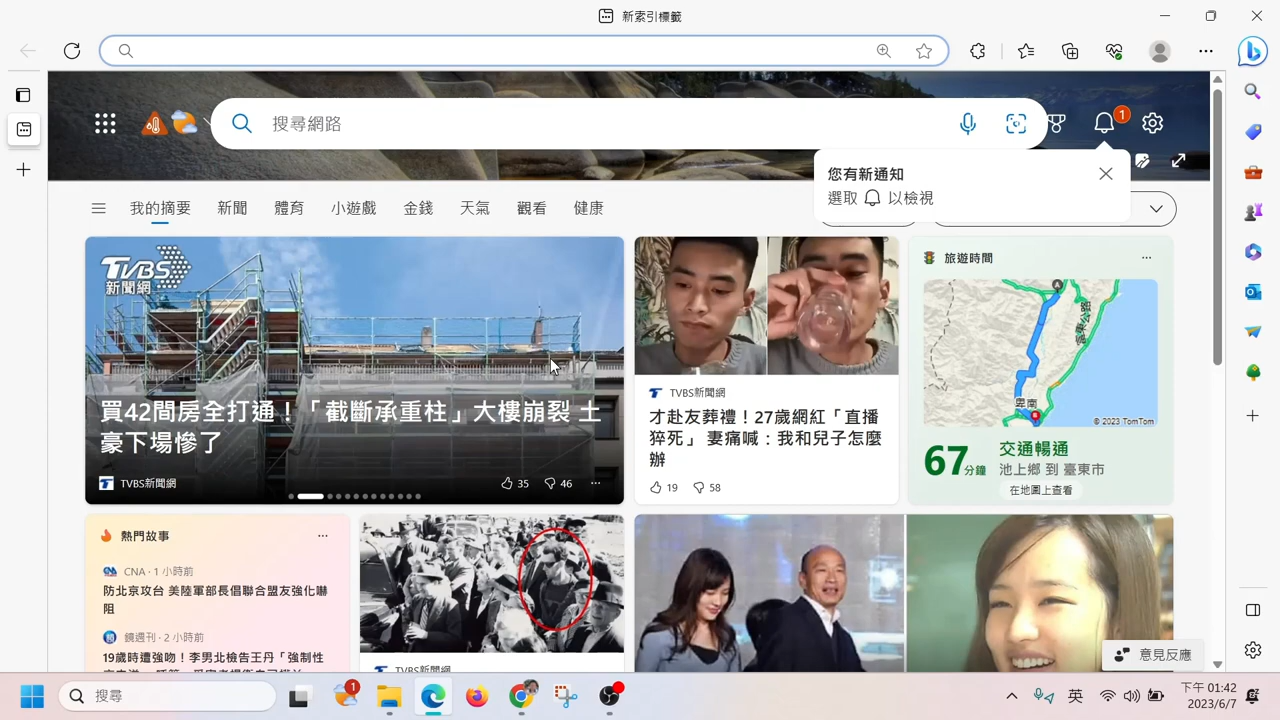 新索引標籤
搜尋網路
1
您有新通知
選取 以檢視
我的摘要
新聞
體育
小遊戲
金錢
天氣
觀看
健康
TVBS
新聞網
買42間房全打通！「截斷承重柱」大樓崩裂 土
豪下場慘了
TVBS新聞網
35
46
TVBS新聞網
才赴友葬禮！27歲網紅「直播
猝死」 妻痛喊：我和兒子怎麼
辦
19
58
旅遊時間
卑南
© 2023 TomTom
67分鐘
交通暢通
池上鄉 到 臺東市
在地圖上查看
熱門故事
CNA · 1 小時前
防北京攻台 美陸軍部長倡聯合盟友強化嚇
阻
鏡週刊 · 2 小時前
19歲時遭強吻！李男北檢告王丹「強制性
TVBS新聞網
意見反應
搜尋
1
英
下午 01:42
2023/6/7